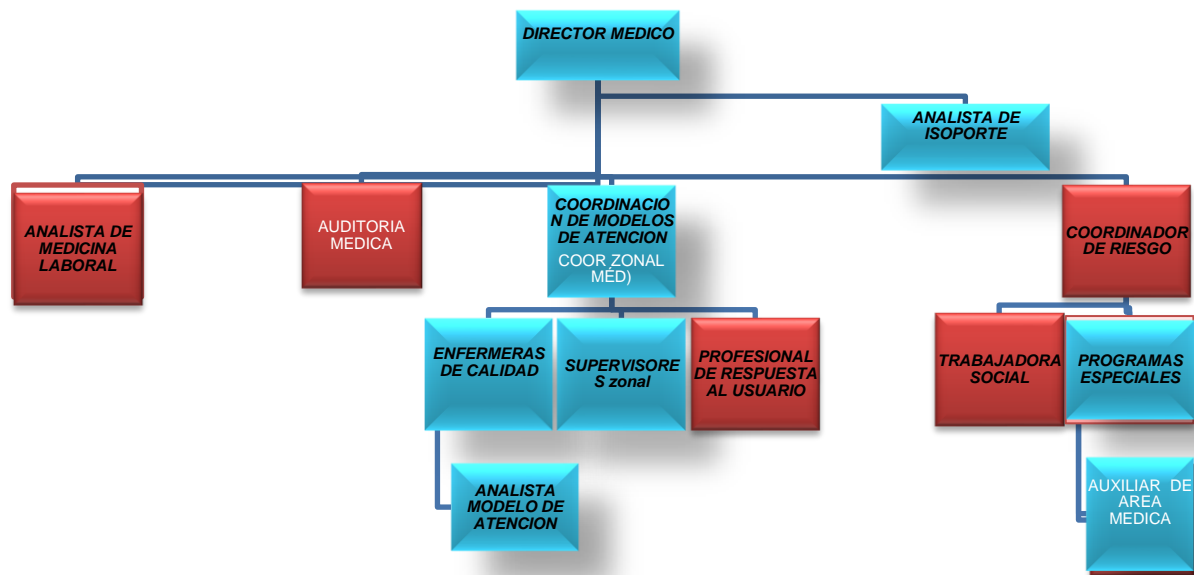 DIRECTOR MEDICO
ANALISTA DE
ISOPORTE
ANALISTA DE
MEDICINA
LABORAL
AUDITORIA
MEDICA
COORDINACIO
N DE MODELOS
DE ATENCION
COOR ZONAL
MÉD)
COORDINADOR
DE RIESGO
ENFERMERAS
DE CALIDAD
SUPERVISORE
S zonal
PROFESIONAL
DE RESPUESTA
AL USUARIO
TRABAJADORA
SOCIAL
PROGRAMAS
ESPECIALES
ANALISTA
MODELO DE
ATENCION
AUXILIAR DE
AREA
MEDICA